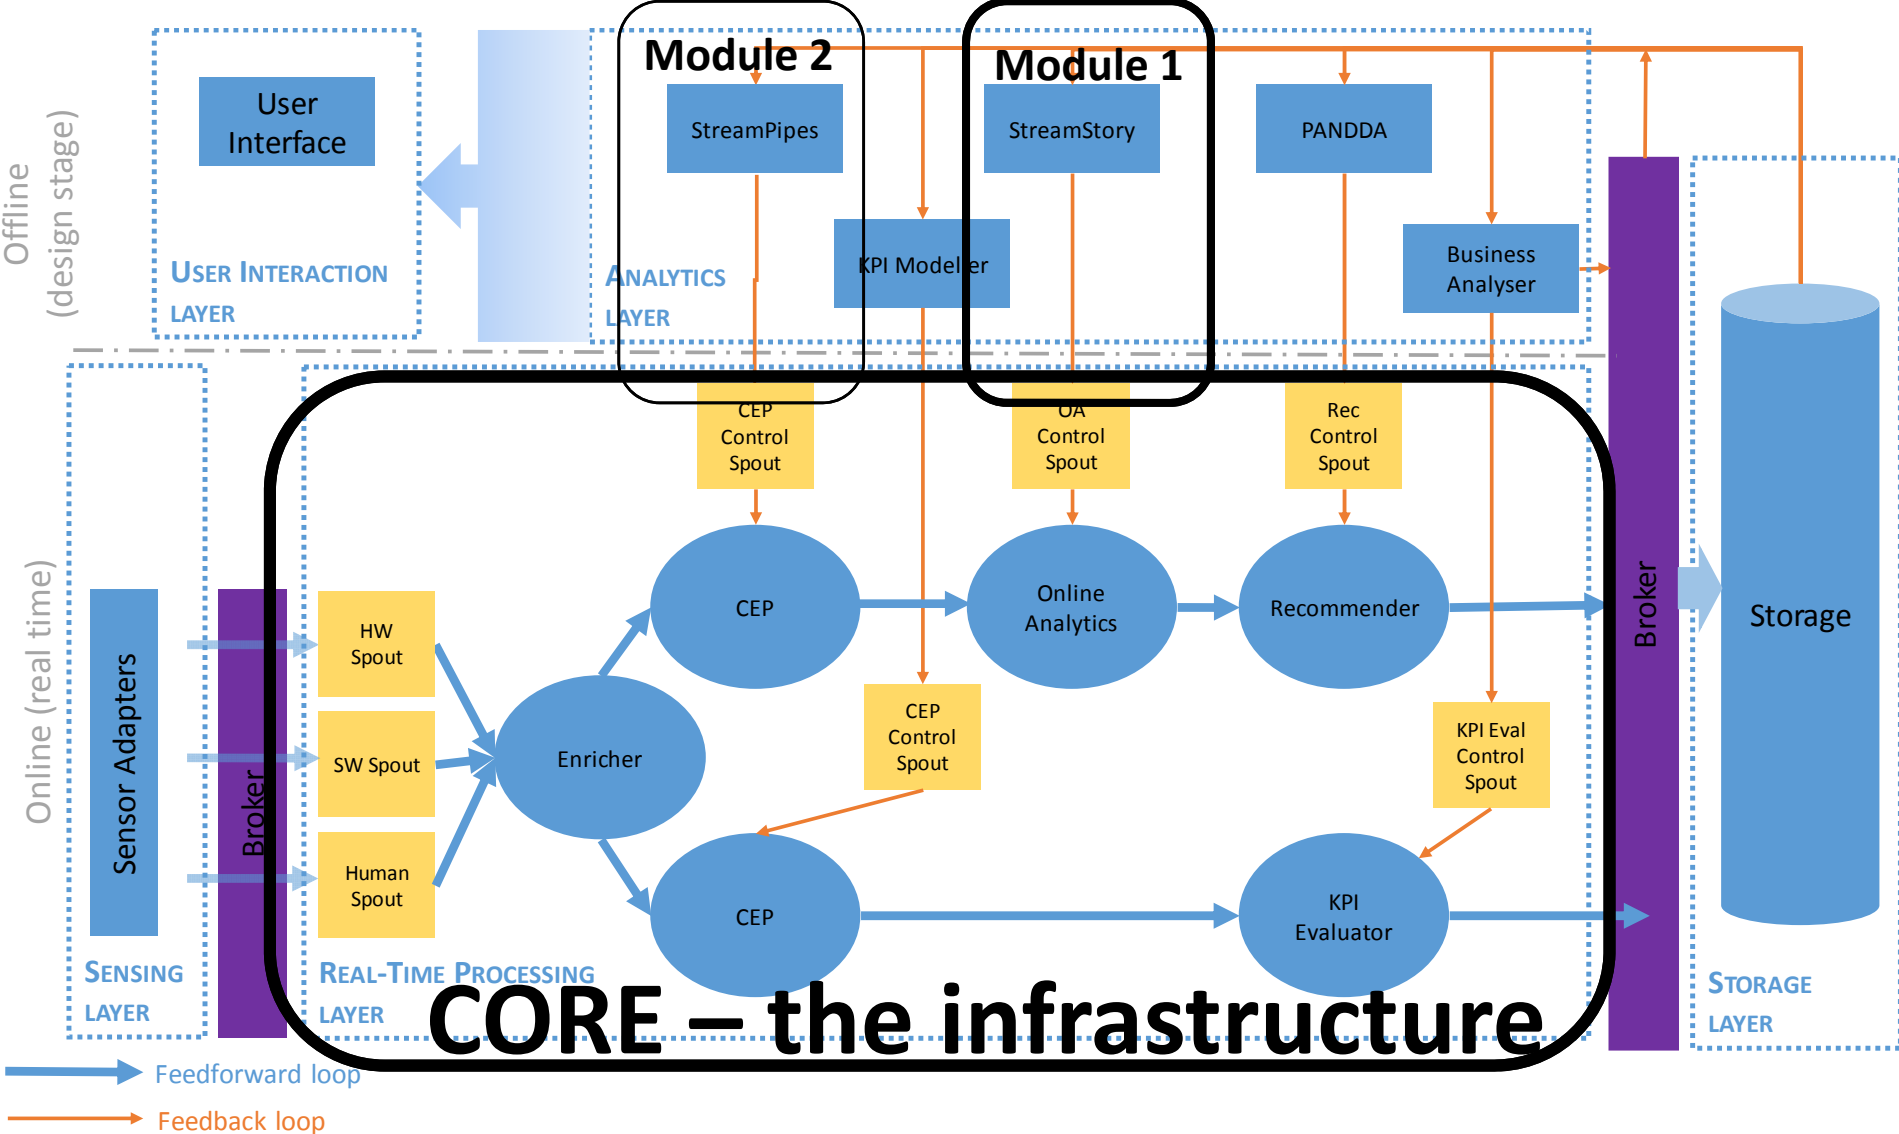 Module 2
Module 1
User
Interface
StreamPipes
StreamStory
PANDDA
KPI Modeller
Business
Analyser
USER INTERACTION
LAYER
ANALYTICS
LAYER
Offline
(design stage)
CEP
Control
Spout
OA
Control
Spout
Rec
Control
Spout
Online (real time)
Sensor Adapters
Broker
HW
Spout
SW Spout
Human
Spout
Enricher
CEP
Online
Analytics
Recommender
CEP
Control
Spout
KPI Eval
Control
Spout
CEP
KPI
Evaluator
Broker
Storage
SENSING
LAYER
REAL-TIME PROCESSING
LAYER
STORAGE
LAYER
CORE – the infrastructure
Feedforward loop
Feedback loop